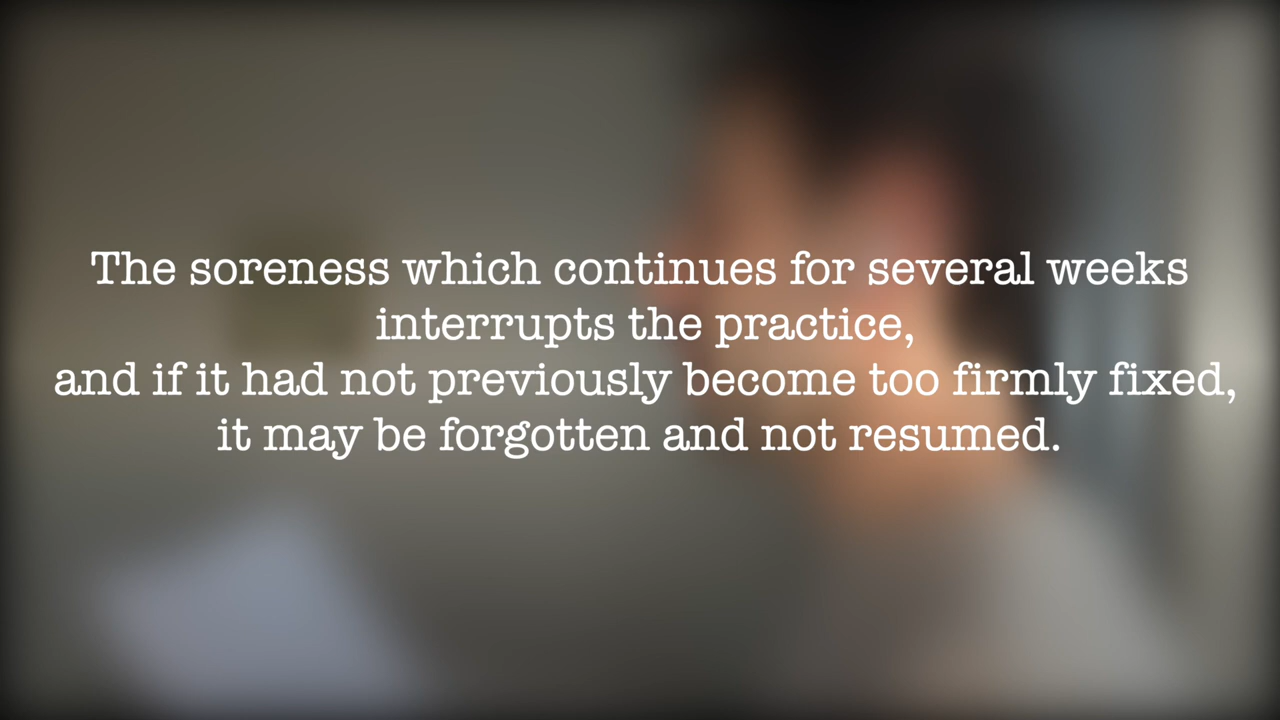 The soreness which continues for several weeks
interrupts the practice,
and if it had not previously become too firmly fixed,
it may be forgotten and not resumed.